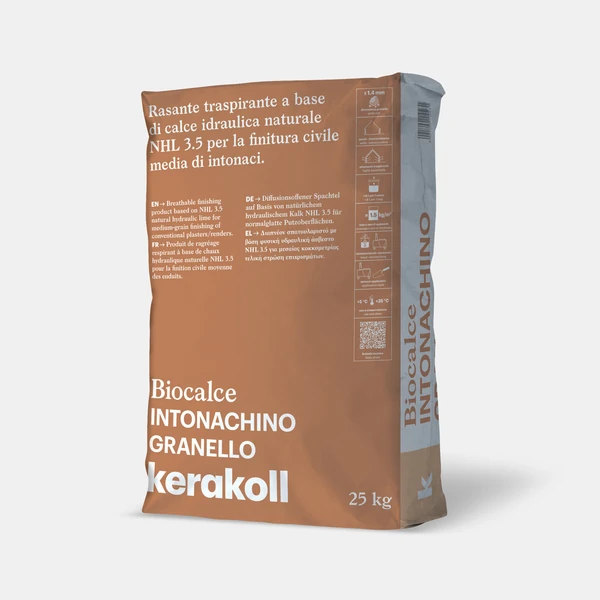 Rasante traspirante a base
di calce idraulica naturale
NHL 3.5 per la finitura civile
media di intonaci.
EN → Breathable finishing
product based on NHL 3.5
natural hydraulic lime for
medium-grain finishing of
conventional plasters/renders.
FR → Produit de ragréage
respirant à base de chaux
hydraulique naturelle NHL 3.5
pour la finition civile moyenne
des enduits.
DE → Diffusionsoffener Spachtel
auf Basis von natürlichem
hydraulischem Kalk NHL 3.5 für
normalglatte Putzoberflächen.
EL → Διαπνέον σπατουλαριστό με
βάση φυσική υδραυλική άσβεστο
NHL 3.5 για μεσαίας κοκκομετρίας
τελική στρώση επιχρισμάτων.
Biocalce
INTONACHINO
GRANELLO
kerakoll
25 kg
Biocalce
INTONACHINO